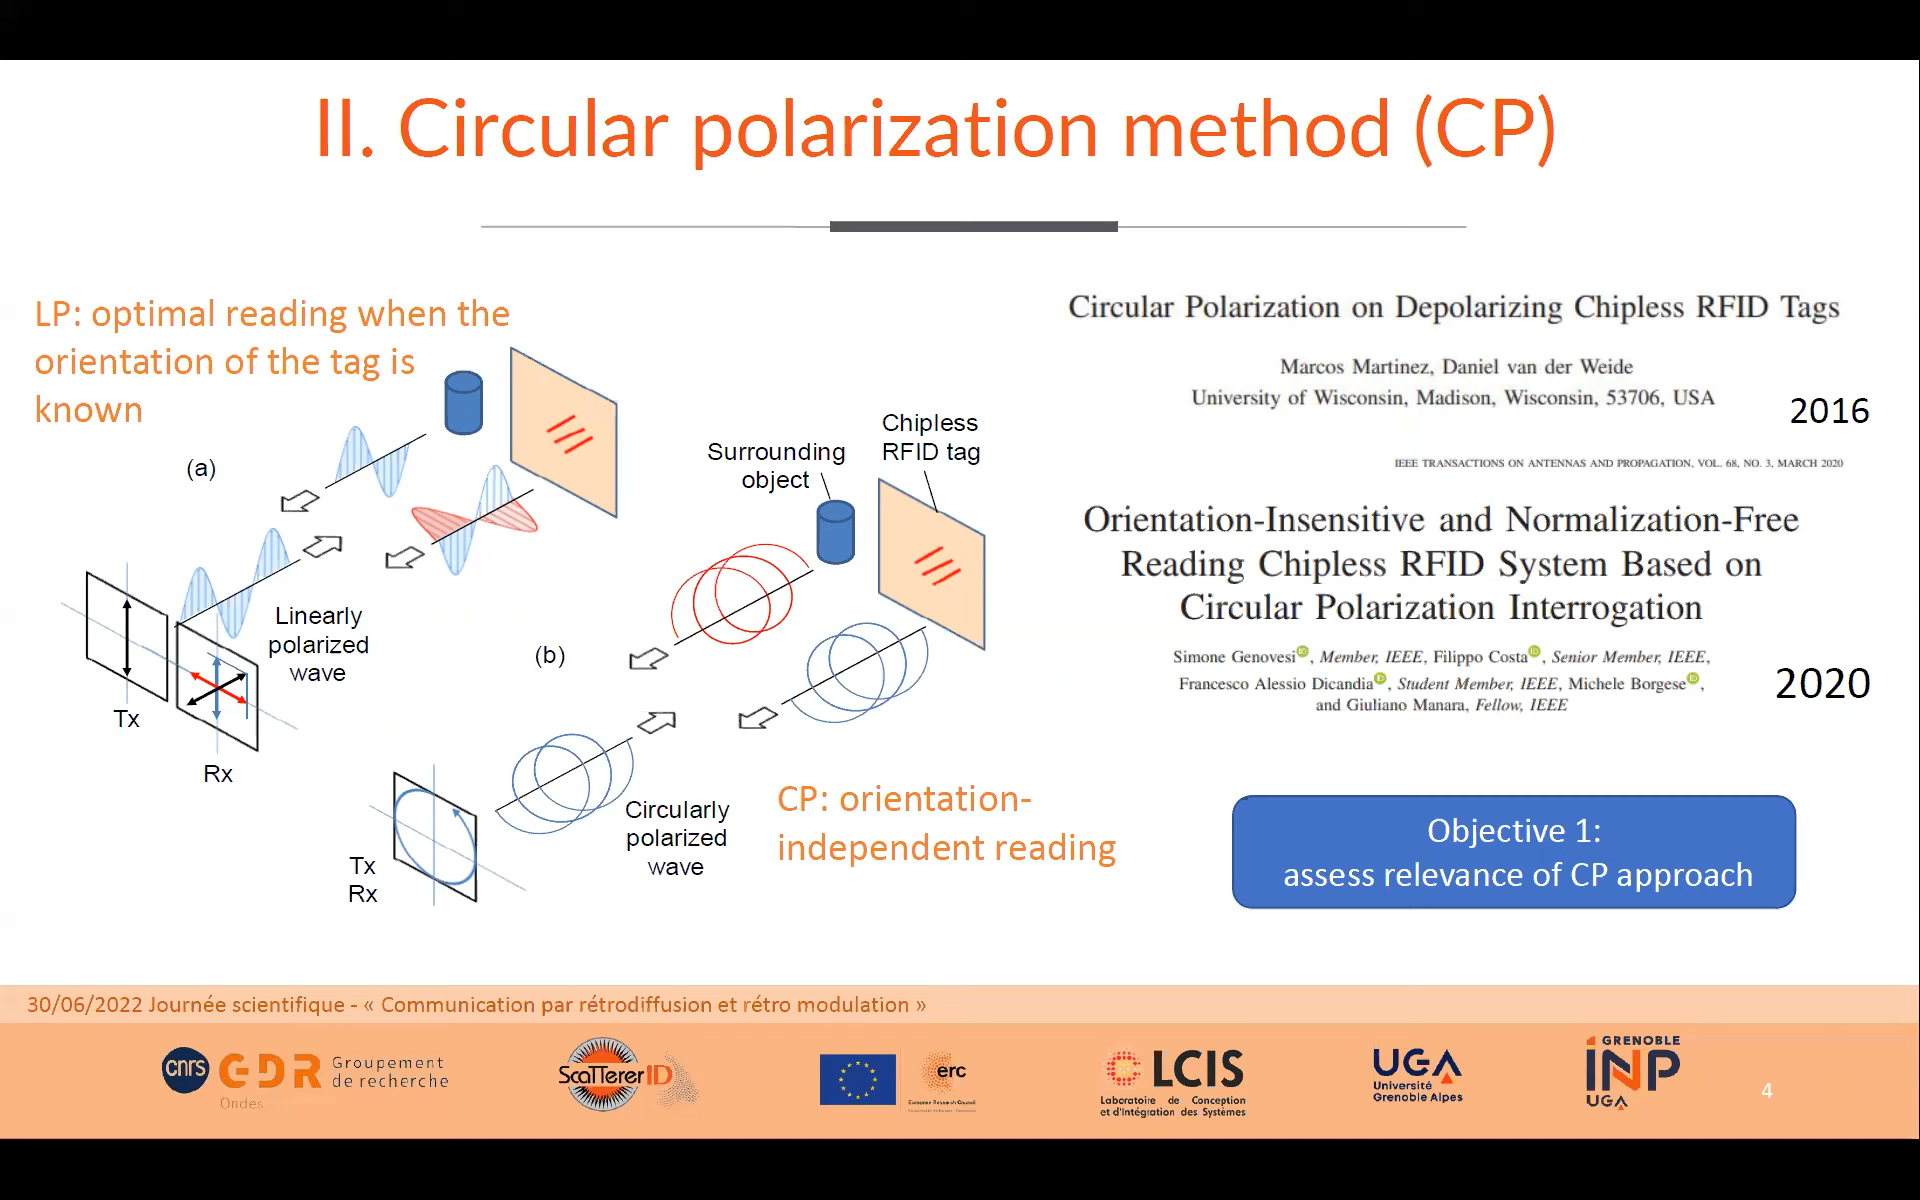 II. Circular polarization method (CP)
LP: optimal reading when the
orientation of the tag is
known
(a)
Linearly
polarized
wave
Tx
Rx
Surrounding
object
Chipless
RFID tag
(b)
Circularly
polarized
wave
Tx
Rx
CP: orientation-
independent reading
Circular Polarization on Depolarizing Chipless RFID Tags
Marcos Martinez, Daniel van der Weide
University of Wisconsin, Madison, Wisconsin, 53706, USA
2016
IEEE TRANSACTIONS ON ANTENNAS AND PROPAGATION, VOL. 68, NO. 3, MARCH 2020
Orientation-Insensitive and Normalization-Free
Reading Chipless RFID System Based on
Circular Polarization Interrogation
Simone Genovesi, Member, IEEE, Filippo Costa, Senior Member, IEEE,
Francesco Alessio Dicandia, Student Member, IEEE, Michele Borgese,
and Giuliano Manara, Fellow, IEEE
2020
Objective 1:
assess relevance of CP approach
30/06/2022 Journée scientifique - « Communication par rétrodiffusion et rétro modulation »
cnrs
GDR
Groupement
de recherche
Ondes
ScaTTererID
erc
European Research Council
LCIS
Laboratoire de Conception
et d'Intégration des Systèmes
UGA
Université
Grenoble Alpes
GRENOBLE
INP
UGA
4